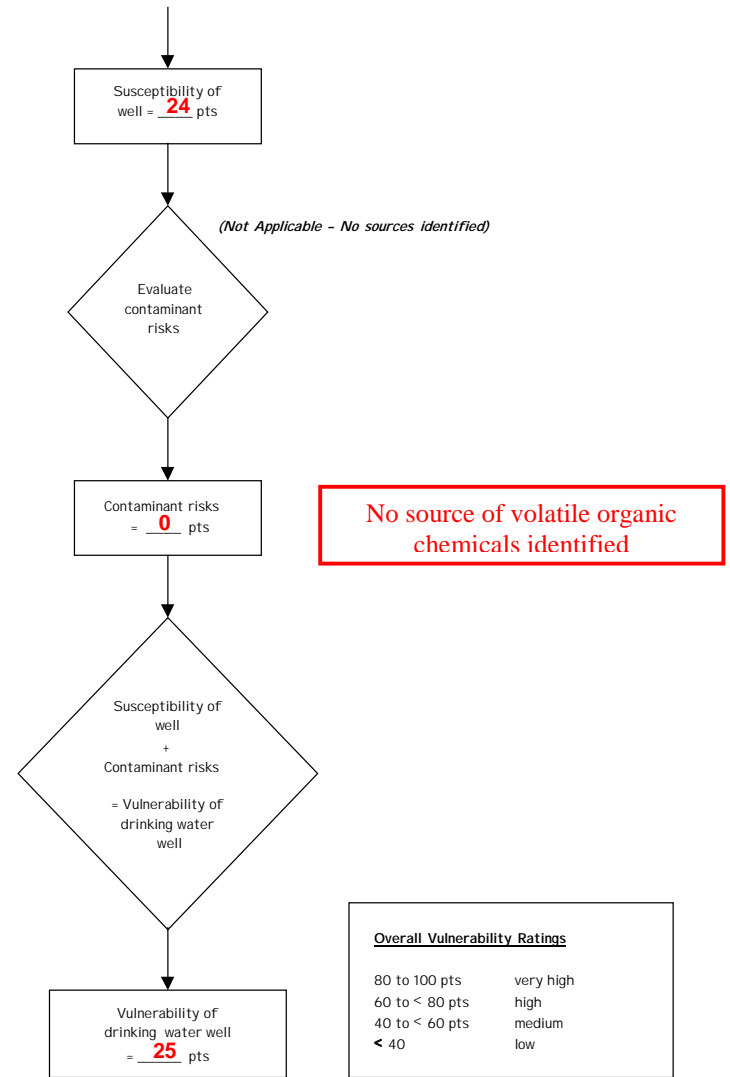 Susceptibility of
well = 24 pts
(Not Applicable – No sources identified)
Evaluate
contaminant
risks
Contaminant risks
= 0 pts
No source of volatile organic
chemicals identified
Susceptibility of
well
+
Contaminant risks
= Vulnerability of
drinking water
well
Vulnerability of
drinking water well
= 25 pts
Overall Vulnerability Ratings
80 to 100 pts very high
60 to < 80 pts high
40 to < 60 pts medium
< 40 low